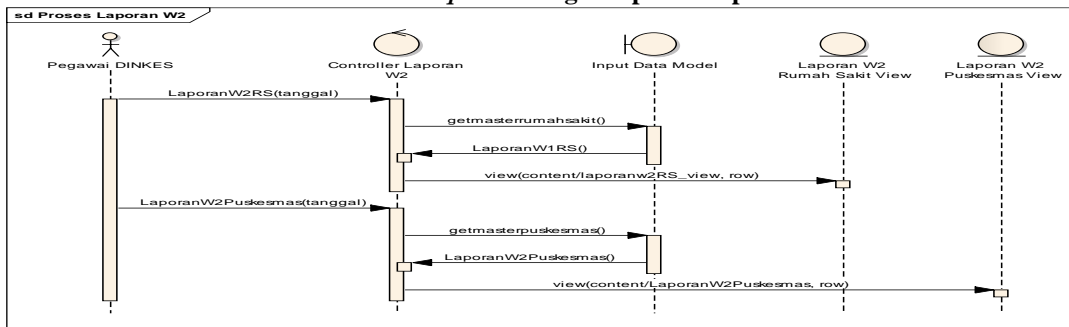 sd Proses Laporan W2
Pegawai DINKES
Controller Laporan
W2
Input Data Model
Laporan W2
Rumah Sakit View
Laporan W2
Puskesmas View
LaporanW2RS(tanggal)
getmasterrumahsakit()
LaporanW1RS()
view(content/laporanw2RS_view, row)
LaporanW2Puskesmas(tanggal)
getmasterpuskesmas()
LaporanW2Puskesmas()
view(content/LaporanW2Puskesmas, row)